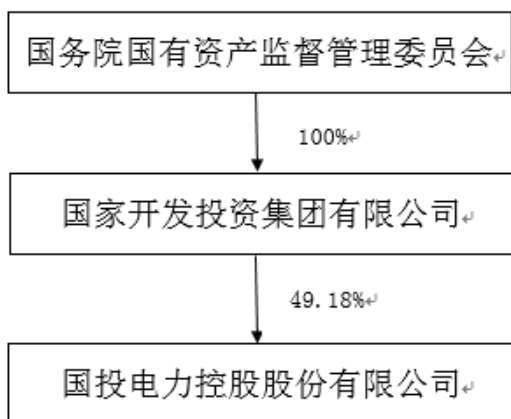 国务院国有资产监督管理委员会
100%
国家开发投资集团有限公司
49.18%
国投电力控股股份有限公司